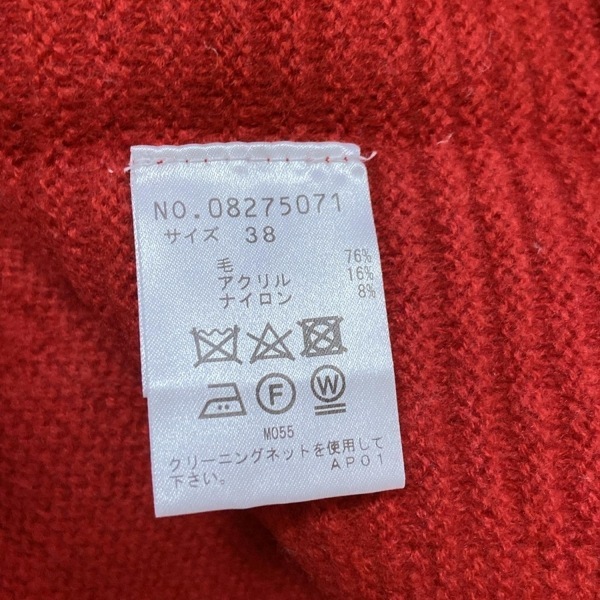 NO.08275071
サイズ 38
毛 76%
アクリル 16%
ナイロン 8%
F W
M055
クリーニングネットを使用して
下さい。 AP01